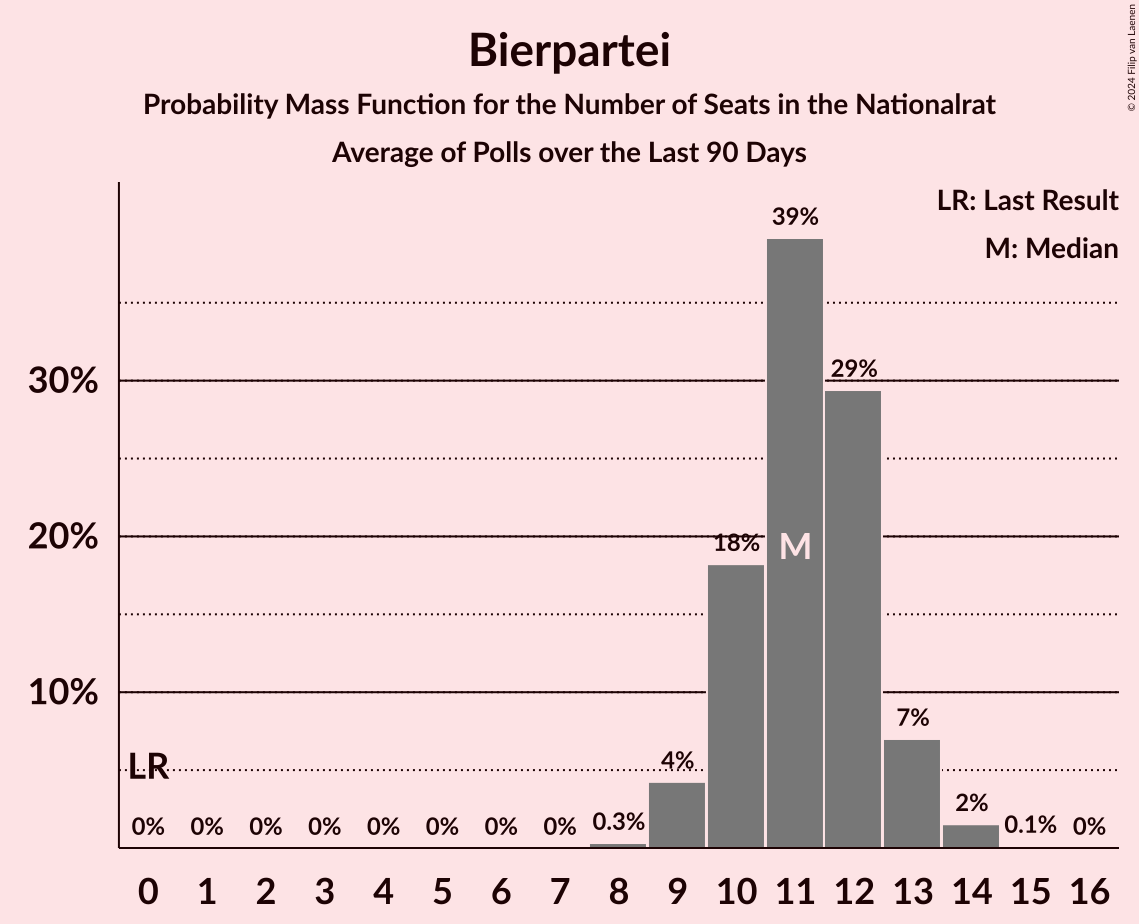 Bierpartei
Probability Mass Function for the Number of Seats in the Nationalrat
Average of Polls over the Last 90 Days
© 2024 Filip van Laenen
LR: Last Result
M: Median
39%
30%
29%
20%
18%
M
10%
7%
LR
4%
2%
0% 0% 0% 0% 0% 0% 0% 0% 0.3% 0.1% 0%
0 1 2 3 4 5 6 7 8 9 10 11 12 13 14 15 16